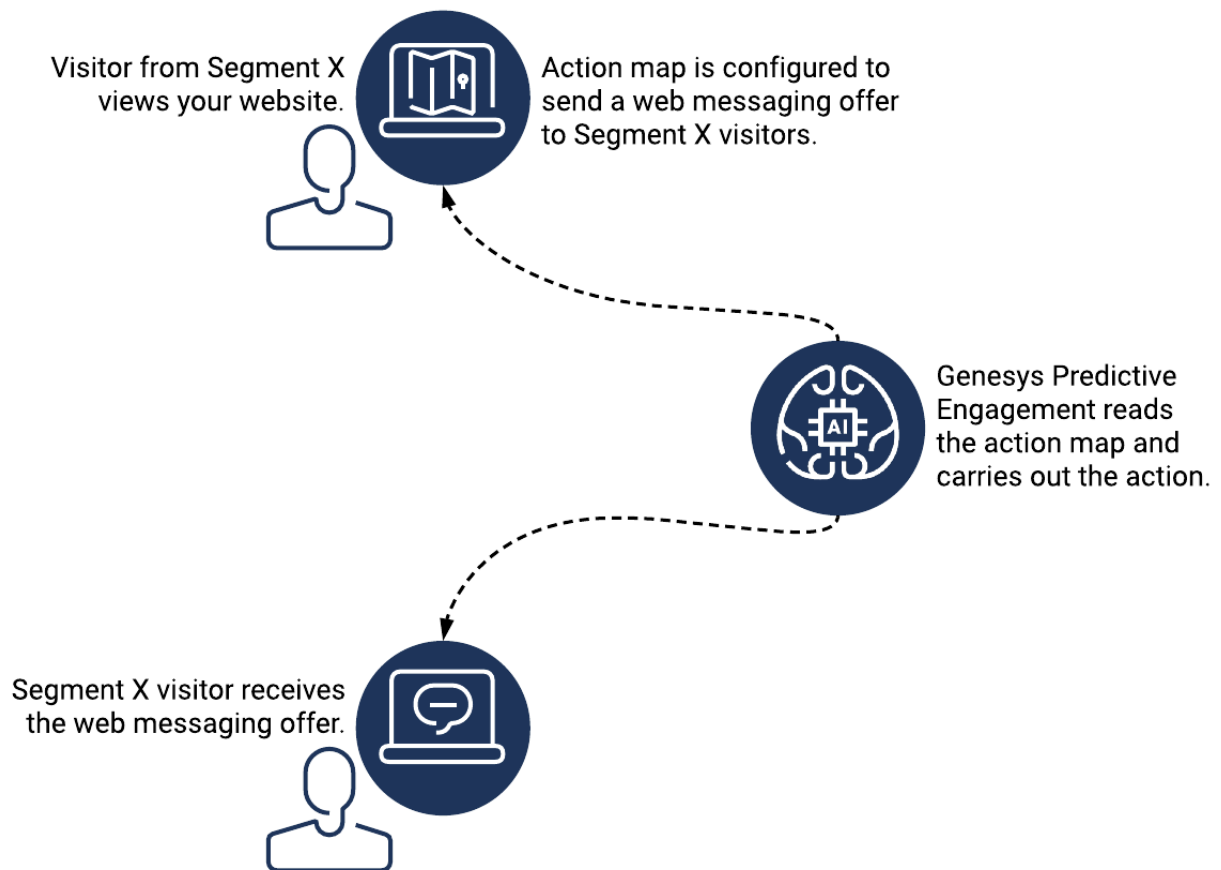 Visitor from Segment X
views your website.
Action map is configured to
send a web messaging offer
to Segment X visitors.
AI
Genesys Predictive
Engagement reads
the action map and
carries out the action.
Segment X visitor receives
the web messaging offer.